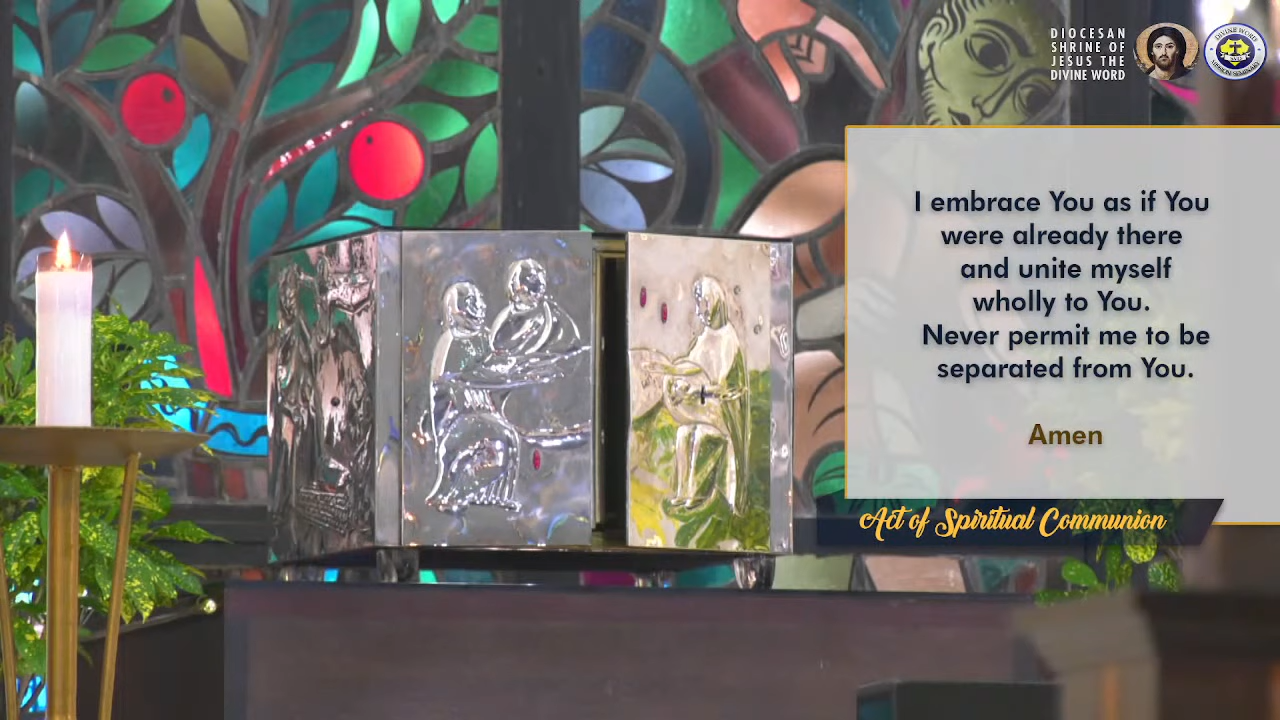 DIOCESAN
SHRINE OF
JESUS THE
DIVINE WORD
I embrace You as if You
were already there
and unite myself
wholly to You.
Never permit me to be
separated from You.
Amen
Act of Spiritual Communion